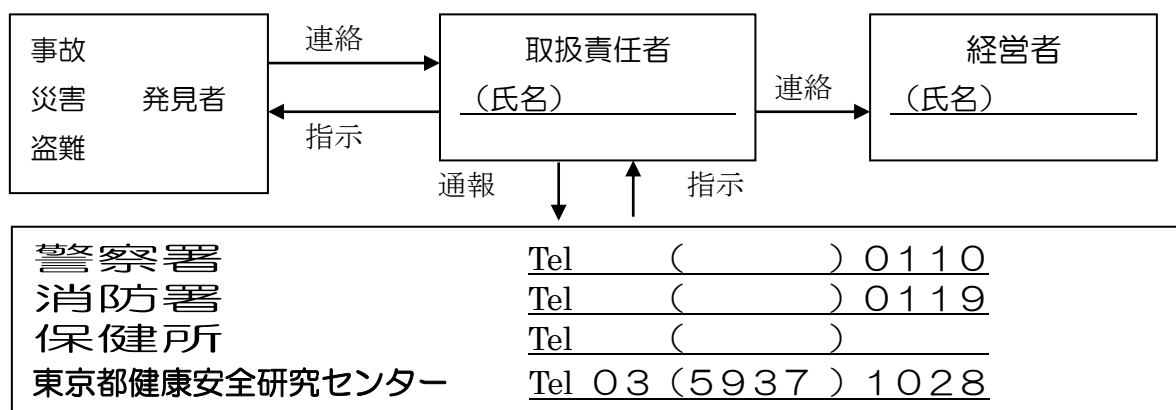 事故
災害　発見者
盗難
連絡
指示
取扱責任者
（氏名）
連絡
経営者
（氏名）
通報
指示
警察署　Tel　（　　　）０１１０
消防署　Tel　（　　　）０１１９
保健所　Tel　（　　　）
東京都健康安全研究センター　Tel ０３（５９３７）１０２８